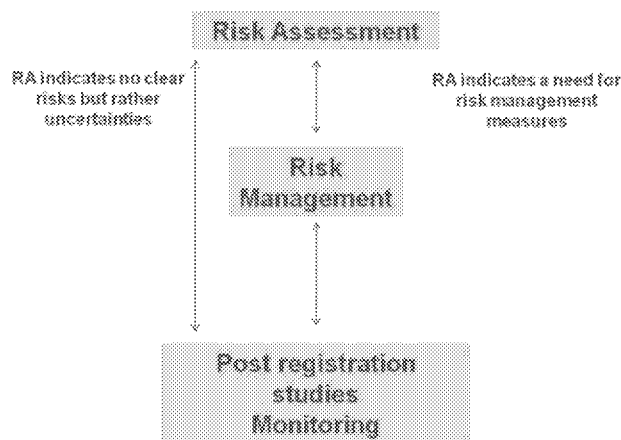 Risk Assessment
RA indicates no clear
risks but rather
uncertainties
RA indicates a need for
risk management
measures
Risk
Management
Post registration
studies
Monitoring